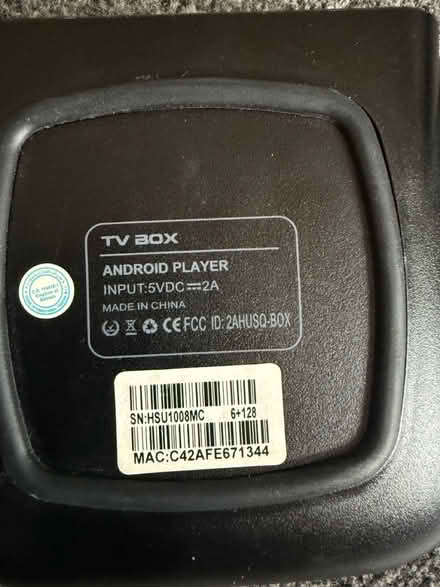 TV BOX
ANDROID PLAYER
INPUT:5VDC⎓2A
MADE IN CHINA
CE FCC ID: 2AHUSQ-BOX
SN:HSU1008MC 6+128
MAC:C42AFE671344